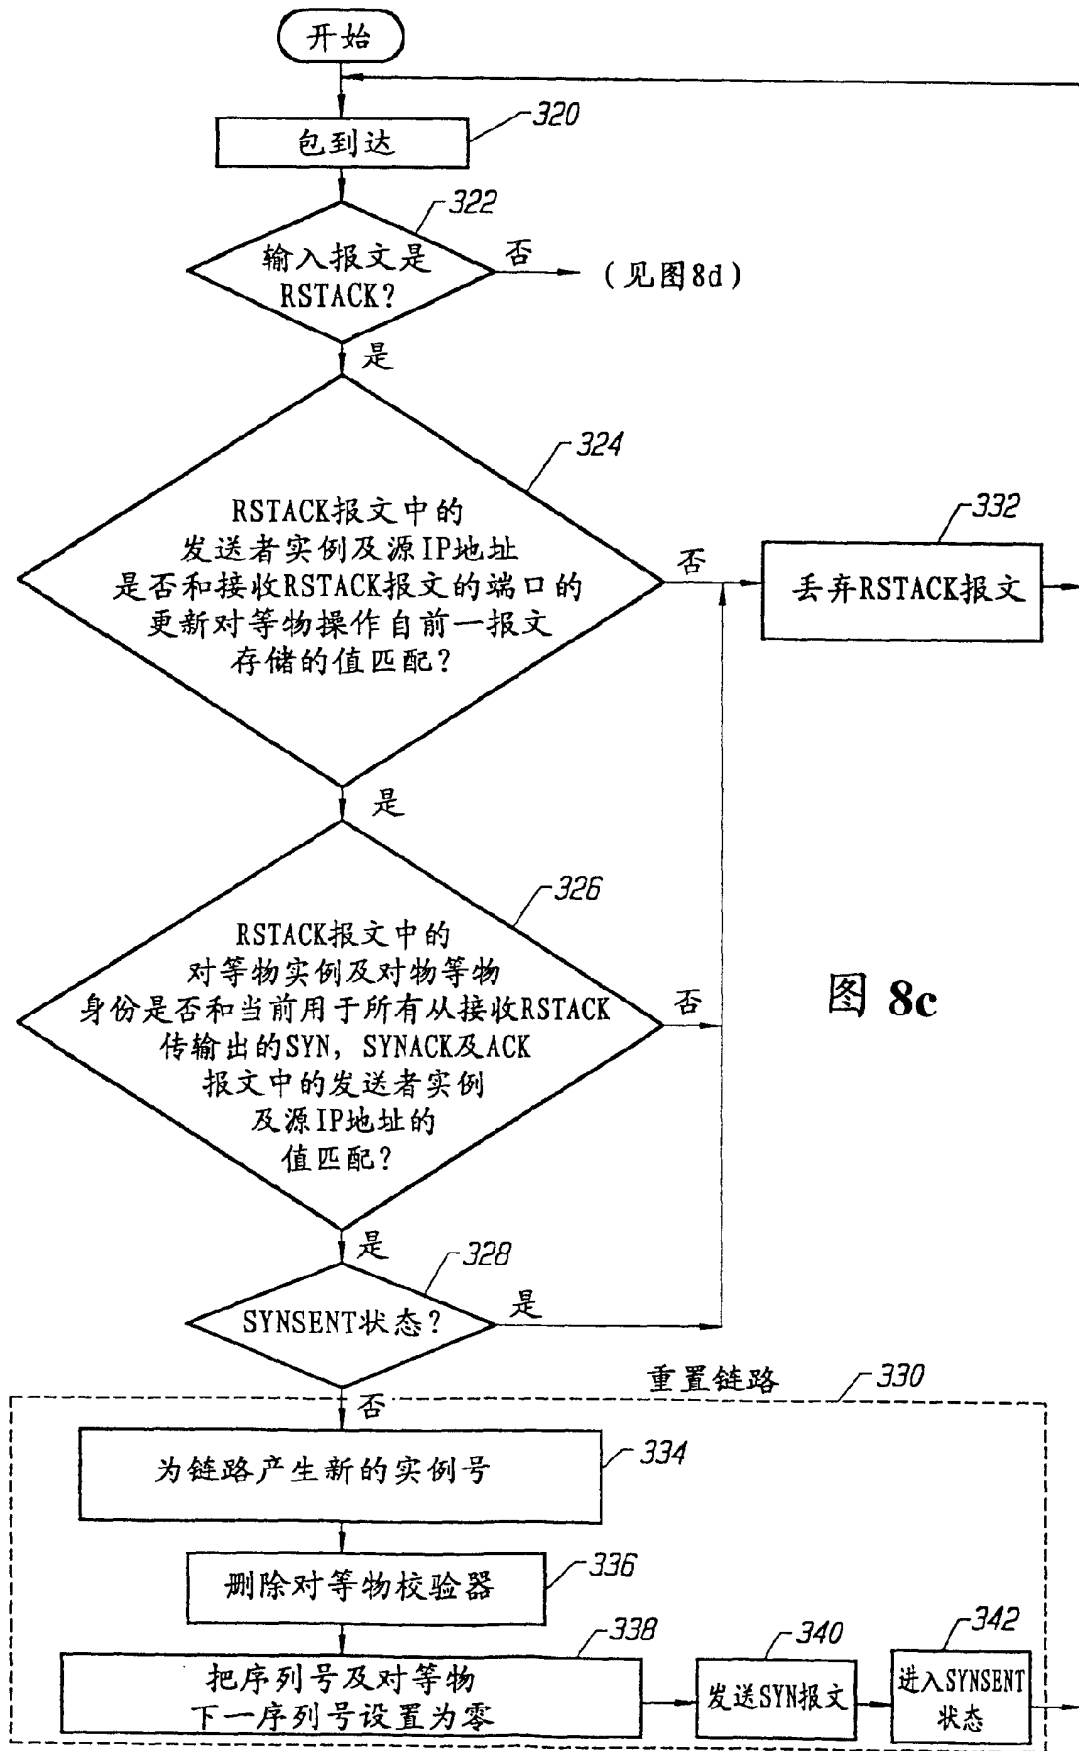 开始
包到达
320
322
输入报文是
RSTACK?
否
(见图8d)
是
324
RSTACK报文中的
发送者实例及源IP地址
是否和接收RSTACK报文的端口的
更新对等物操作自前一报文
存储的值匹配?
否
332
丢弃RSTACK报文
是
326
RSTACK报文中的
对等物实例及对物等物
身份是否和当前用于所有从接收RSTACK
传输出的SYN, SYNACK及ACK
报文中的发送者实例
及源IP地址的
值匹配?
否
图 8c
是
328
SYNSENT状态?
是
重置链路
330
否
为链路产生新的实例号
334
删除对等物校验器
336
338
把序列号及对等物
下一序列号设置为零
340
发送SYN报文
342
进入SYNSENT
状态